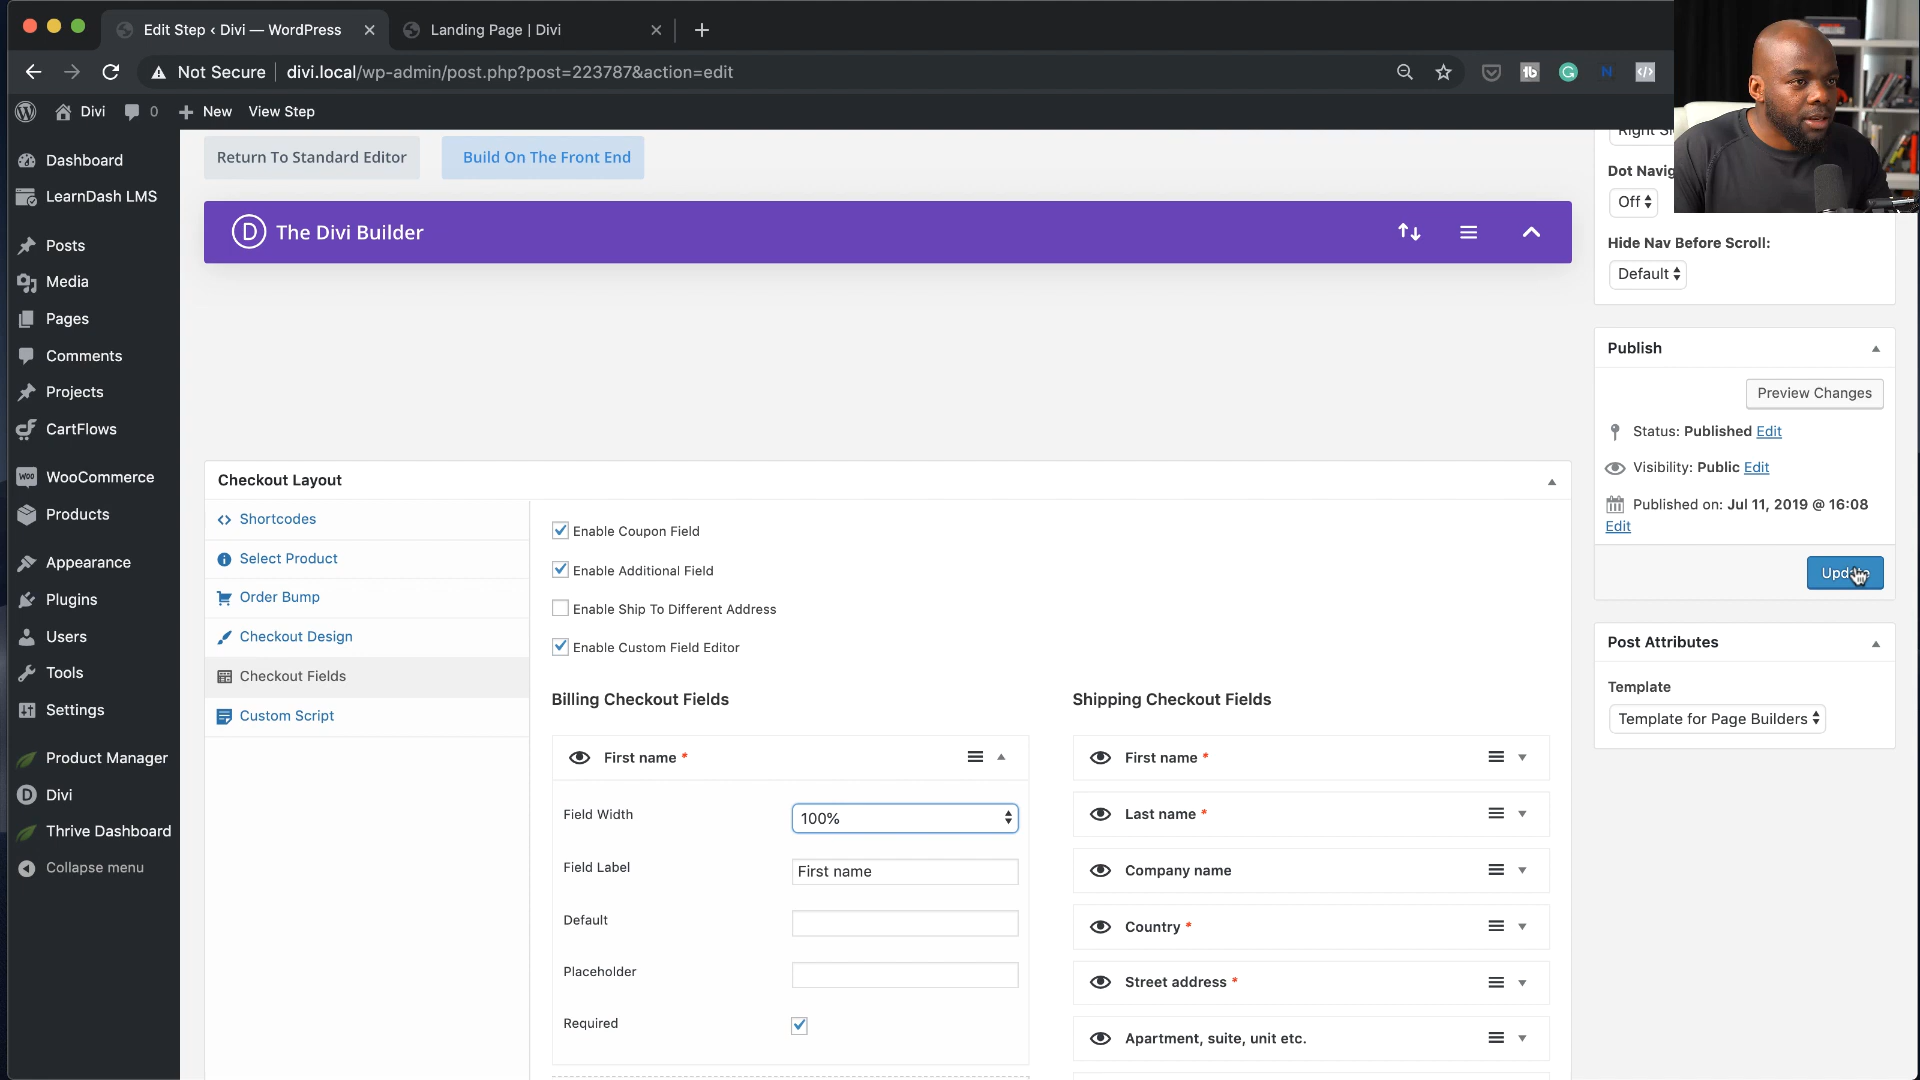 Edit Step ‹ Divi — WordPress
Landing Page | Divi
Not Secure
divi.local/wp-admin/post.php?post=223787&action=edit
Divi
0
New
View Step
Dashboard
LearnDash LMS
Posts
Media
Pages
Comments
Projects
CartFlows
WooCommerce
Products
Appearance
Plugins
Users
Tools
Settings
Product Manager
Divi
Thrive Dashboard
Collapse menu
Return To Standard Editor
Build On The Front End
D The Divi Builder
Checkout Layout
Shortcodes
Select Product
Order Bump
Checkout Design
Checkout Fields
Custom Script
Enable Coupon Field
Enable Additional Field
Enable Ship To Different Address
Enable Custom Field Editor
Billing Checkout Fields
First name *
Field Width
100%
Field Label
First name
Default
Placeholder
Required
Shipping Checkout Fields
First name *
Last name *
Company name
Country *
Street address *
Apartment, suite, unit etc.
Right
Dot
Off
Hide Nav Before Scroll:
Default
Publish
Preview Changes
Status: Published Edit
Visibility: Public Edit
Published on: Jul 11, 2019 @ 16:08
Edit
Update
Post Attributes
Template
Template for Page Builders